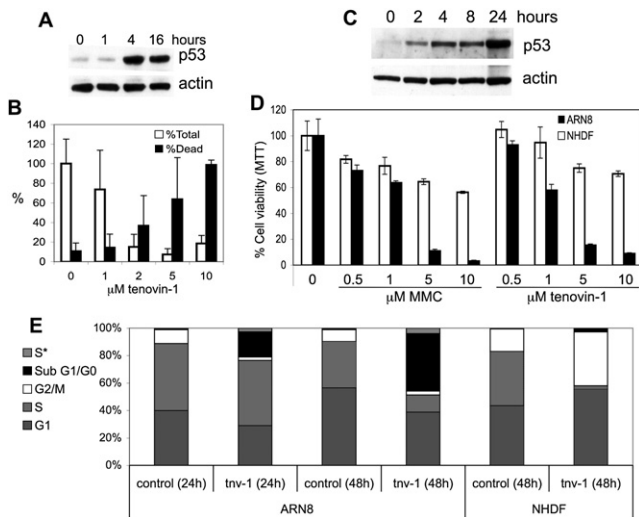 A
0 1 4 16 hours
p53
actin
C
0 2 4 8 24 hours
p53
actin
B
%Total
%Dead
140
120
100
80
60
40
20
0
%
0 1 2 5 10
μM tenovin-1
D
ARN8
NHDF
120
100
80
60
40
20
0
% Cell viability (MTT)
0 0.5 1 5 10 0.5 1 5 10
μM MMC μM tenovin-1
E
S*
Sub G1/G0
G2/M
S
G1
100%
80%
60%
40%
20%
0%
control (24h) tnv-1 (24h) control (48h) tnv-1 (48h) control (48h) tnv-1 (48h)
ARN8 NHDF